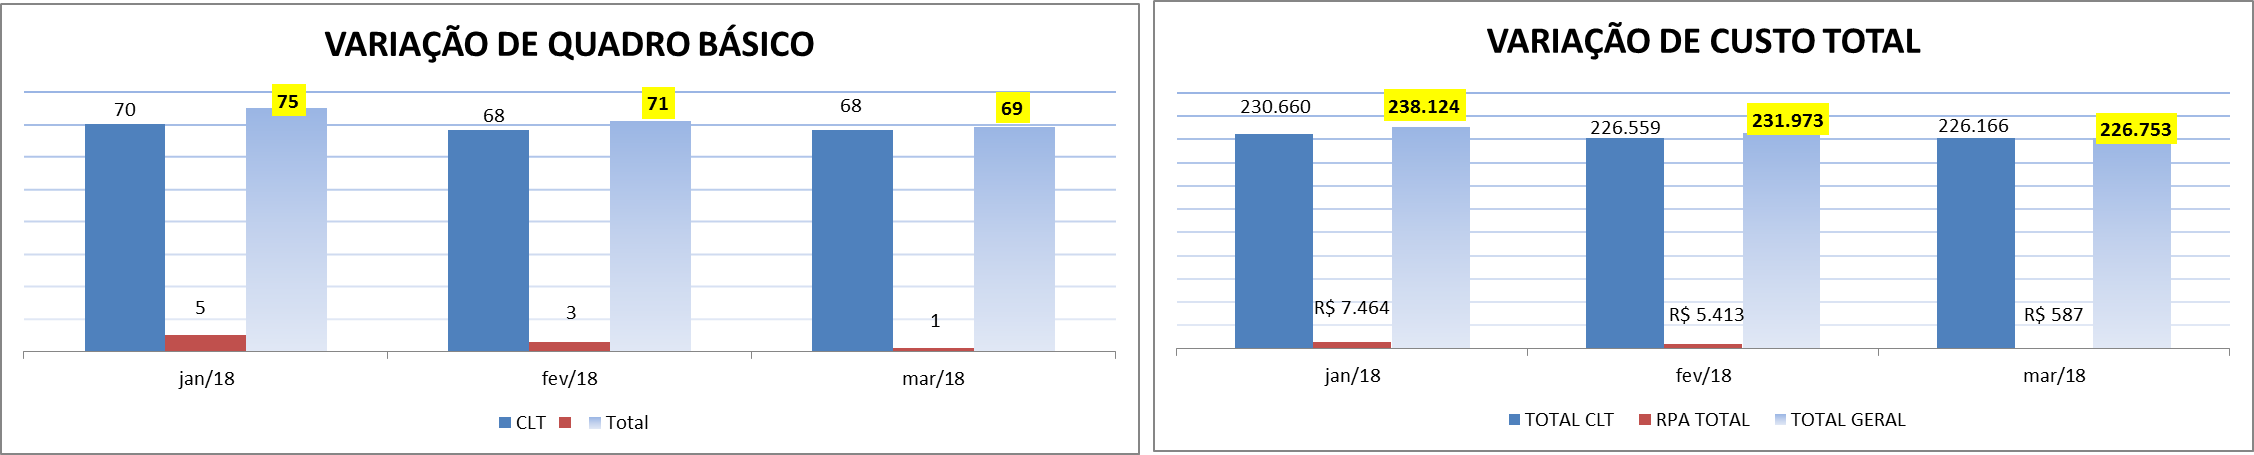 VARIAÇÃO DE QUADRO BÁSICO
70
75
68
71
68
69
5
3
1
jan/18
fev/18
mar/18
CLT
Total
VARIAÇÃO DE CUSTO TOTAL
230.660
238.124
226.559
231.973
226.166
226.753
R$ 7.464
R$ 5.413
R$ 587
jan/18
fev/18
mar/18
TOTAL CLT
RPA TOTAL
TOTAL GERAL